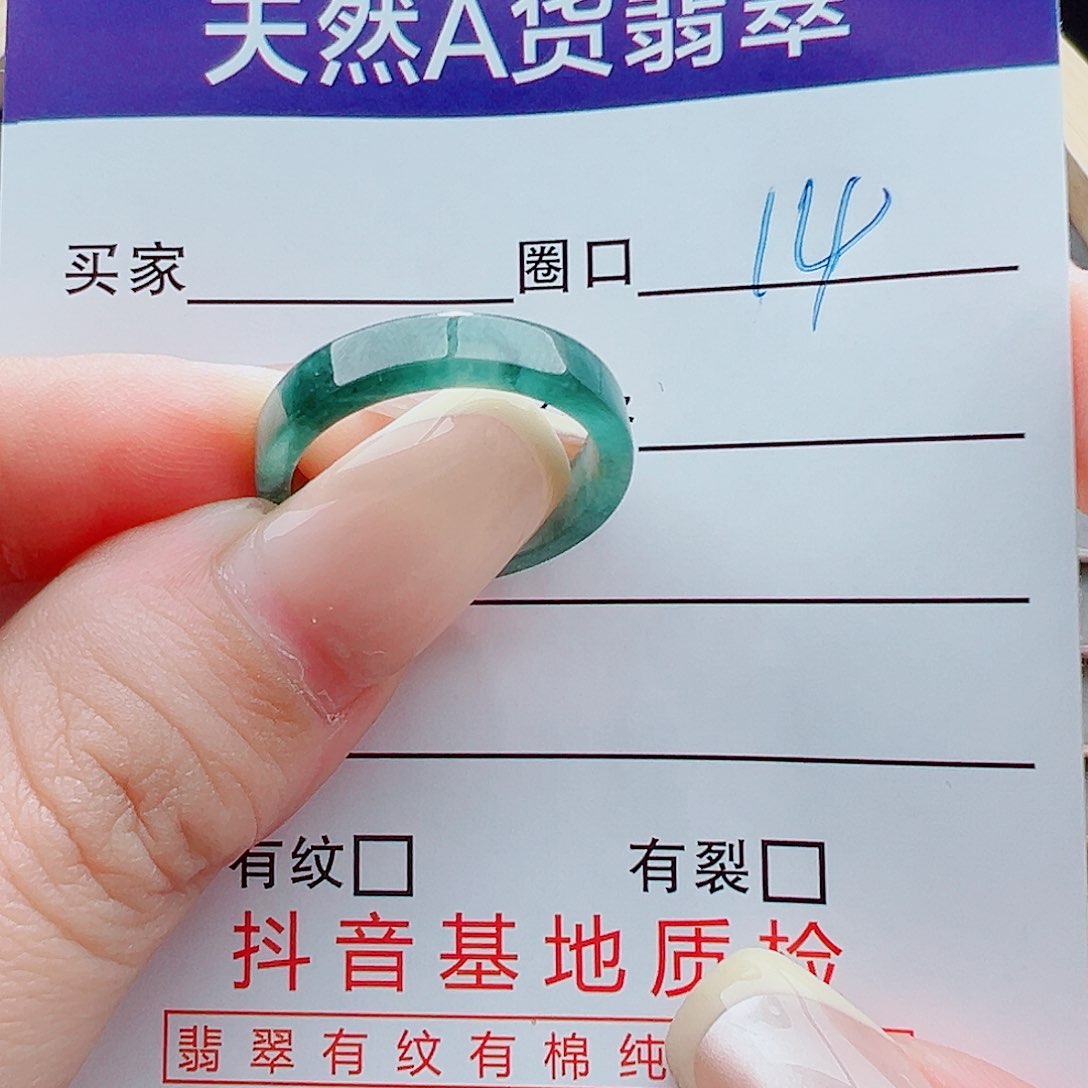 天然A货翡翠
买家 圈口 14
有纹□ 有裂□
抖音基地质检
翡翠有纹有棉纯